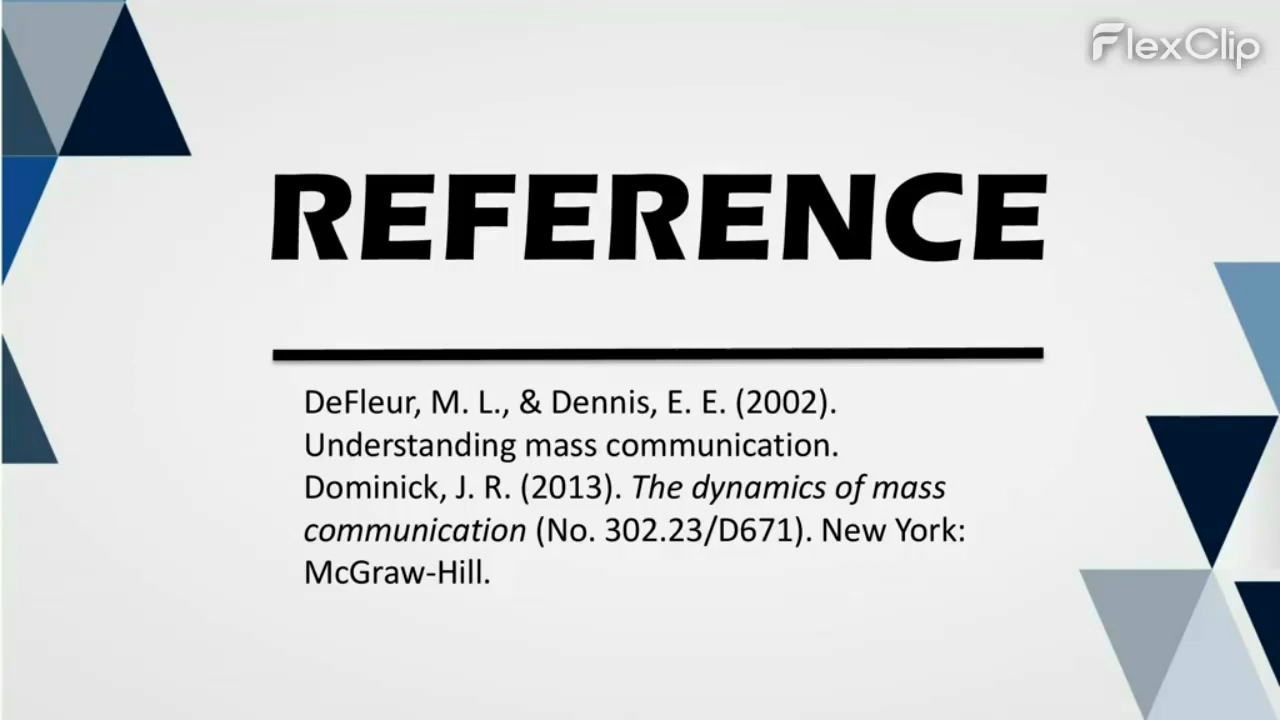 FlexClip
REFERENCE
DeFleur, M. L., & Dennis, E. E. (2002).
Understanding mass communication.
Dominick, J. R. (2013). The dynamics of mass
communication (No. 302.23/D671). New York:
McGraw-Hill.